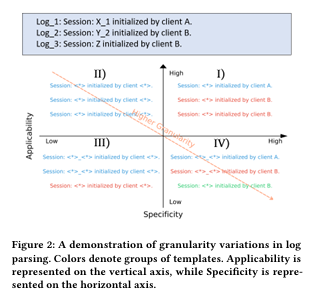 Log_1: Session: X_1 initialized by client A.
Log_2: Session: Y_2 initialized by client B.
Log_3: Session: Z initialized by client B.
II)
High
I)
Session: <*> initialized by client <*>.
Session: <*> initialized by client A.
Session: <*> initialized by client <*>.
Session: <*> initialized by client B.
Session: <*> initialized by client <*>.
Session: <*> initialized by client B.
Higher Granularity
Applicability
Low
III)
IV)
High
Session: <*>_<*> initialized by client <*>.
Session: <*>_<*> initialized by client A.
Session: <*>_<*> initialized by client <*>.
Session: <*>_<*> initialized by client B.
Session: <*> initialized by client <*>.
Session: <*> initialized by client B.
Low
Specificity
Figure 2: A demonstration of granularity variations in log
parsing. Colors denote groups of templates. Applicability is
represented on the vertical axis, while Specificity is repre-
sented on the horizontal axis.